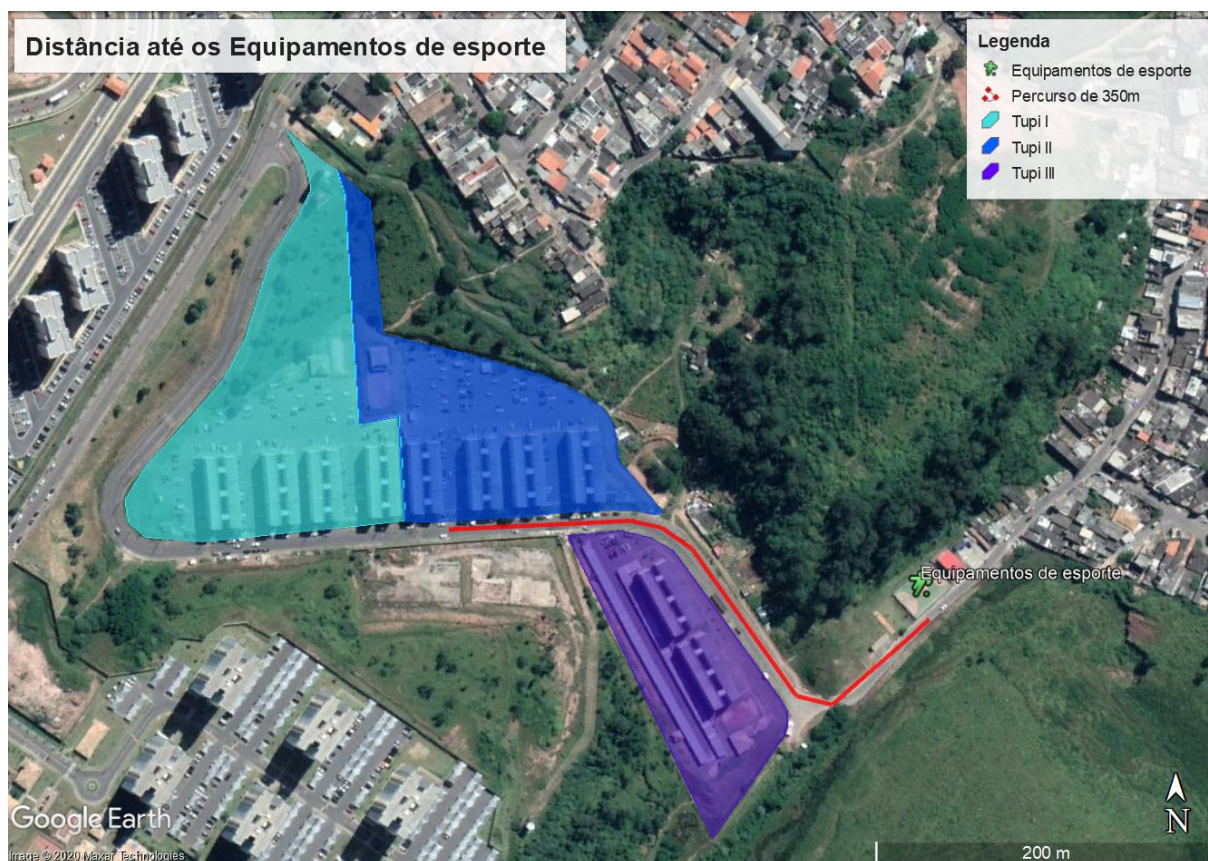 Distância até os Equipamentos de esporte
Legenda
Equipamentos de esporte
Percurso de 350m
Tupi I
Tupi II
Tupi III
Equipamentos de esporte
Google Earth
Image © 2020 Maxar Technologies
N
200 m